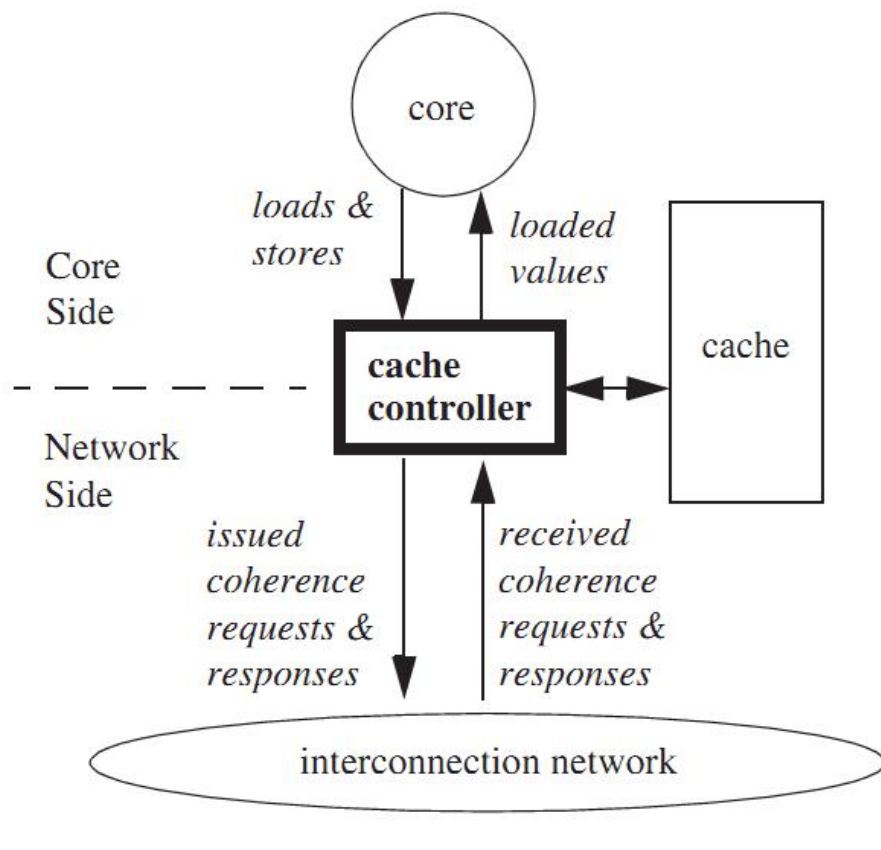 core
loads &
stores
loaded
values
Core
Side
cache
cache
controller
Network
Side
issued
coherence
requests &
responses
received
coherence
requests &
responses
interconnection network